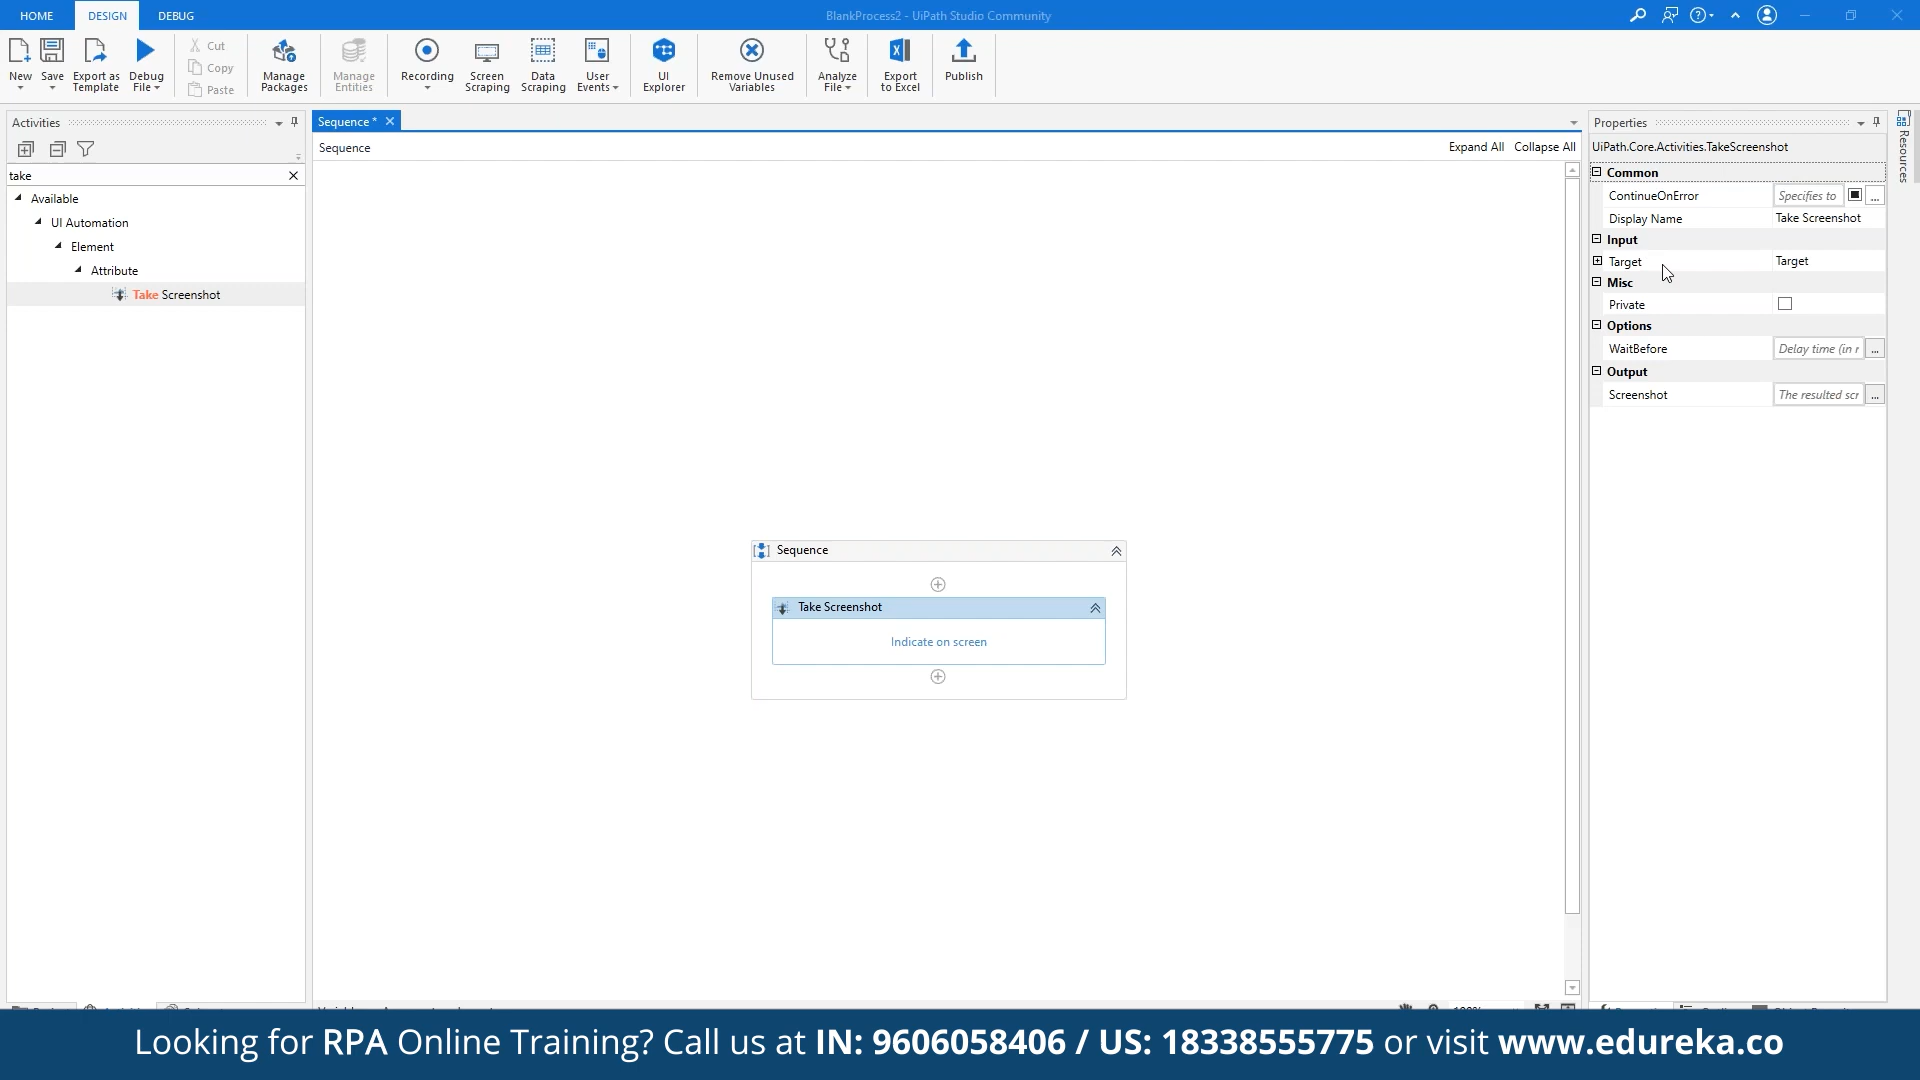 HOME
DESIGN
DEBUG
BlankProcess2 - UiPath Studio Community
New
Save
Export as
Template
Debug
File
Cut
Copy
Paste
Manage
Packages
Manage
Entities
Recording
Screen
Scraping
Data
Scraping
User
Events
UI
Explorer
Remove Unused
Variables
Analyze
File
Export
to Excel
Publish
Activities
take
Available
UI Automation
Element
Attribute
Take Screenshot
Sequence *
Sequence
Expand All
Collapse All
Sequence
Take Screenshot
Indicate on screen
Properties
UiPath.Core.Activities.TakeScreenshot
Common
ContinueOnError
Specifies to
...
Display Name
Take Screenshot
Input
Target
Target
Misc
Private
Options
WaitBefore
Delay time (in r
...
Output
Screenshot
The resulted scr
...
Resources
Looking for RPA Online Training? Call us at IN: 9606058406 / US: 18338555775 or visit www.edureka.co